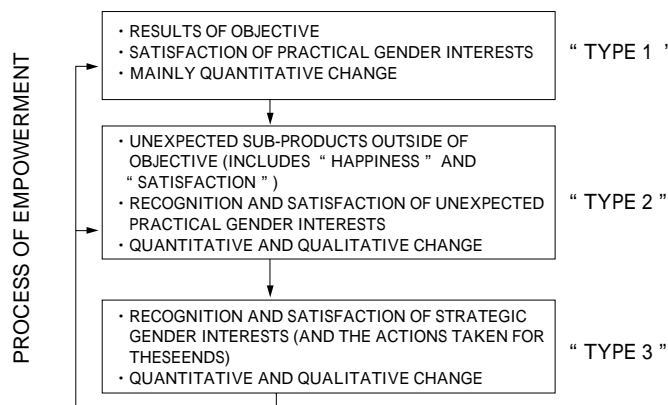 PROCESS OF EMPOWERMENT
・RESULTS OF OBJECTIVE
・SATISFACTION OF PRACTICAL GENDER INTERESTS
・MAINLY QUANTITATIVE CHANGE
“ TYPE 1 ’
・UNEXPECTED SUB-PRODUCTS OUTSIDE OF
OBJECTIVE (INCLUDES “ HAPPINESS ” AND
“ SATISFACTION ” )
・RECOGNITION AND SATISFACTION OF UNEXPECTED
PRACTICAL GENDER INTERESTS
・QUANTITATIVE AND QUALITATIVE CHANGE
“ TYPE 2 ”
・RECOGNITION AND SATISFACTION OF STRATEGIC
GENDER INTERESTS (AND THE ACTIONS TAKEN FOR
THESEENDS)
・QUANTITATIVE AND QUALITATIVE CHANGE
“ TYPE 3 ”